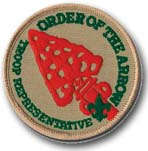 ORDER OF THE ARROW
TROOP REPRESENTATIVE